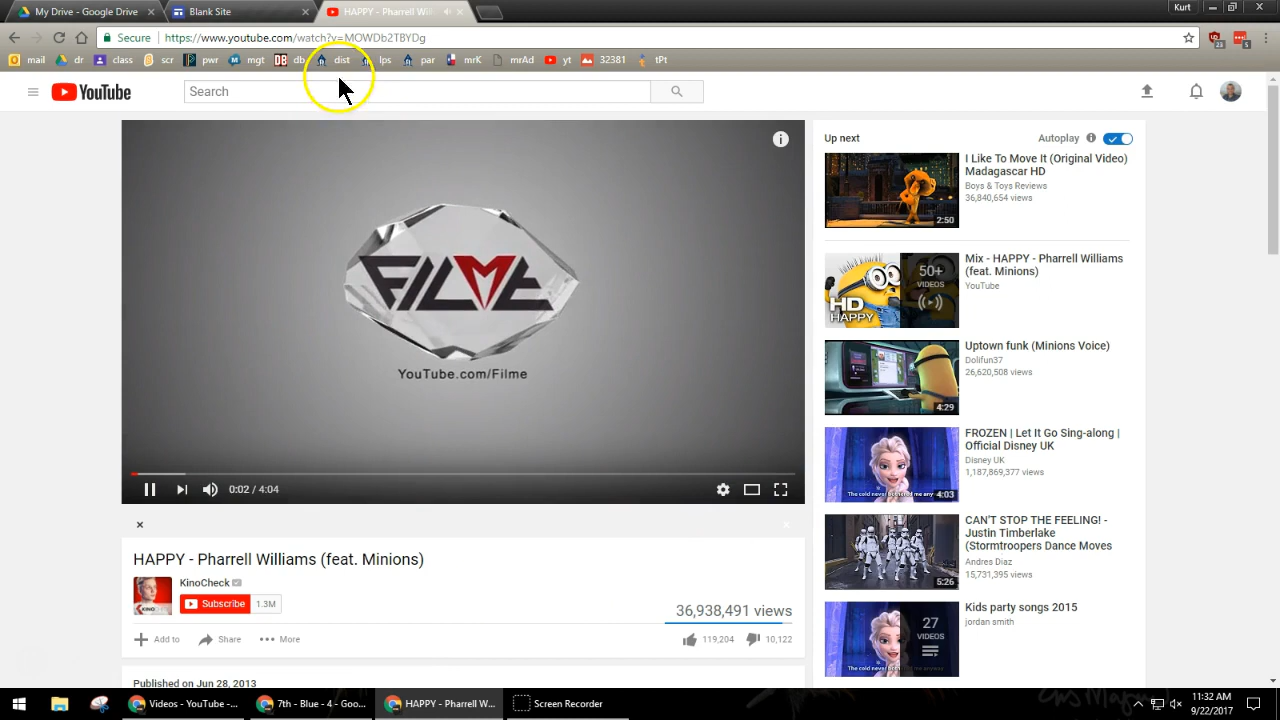 My Drive - Google Drive
Blank Site
HAPPY - Pharrell Wil
Kurt
Secure
https://www.youtube.com/watch?v=MOWDb2TBYDg
23
5
mail
dr
class
scr
pwr
mgt
db
dist
lps
par
mrK
mrAd
yt
32381
tPt
YouTube
Search
FILME
YouTube.com/Filme
0:02 / 4:04
Up next
Autoplay
I Like To Move It (Original Video)
Madagascar HD
Boys & Toys Reviews
36,840,654 views
2:50
Mix - HAPPY - Pharrell Williams
(feat. Minions)
YouTube
50+
VIDEOS
HD
HAPPY
Uptown funk (Minions Voice)
Dolifun37
26,620,508 views
4:29
FROZEN | Let It Go Sing-along |
Official Disney UK
Disney UK
1,187,869,377 views
4:03
CAN'T STOP THE FEELING! -
Justin Timberlake
(Stormtroopers Dance Moves
Andres Diaz
15,731,395 views
5:26
Kids party songs 2015
jordan smith
27
VIDEOS
HAPPY - Pharrell Williams (feat. Minions)
KinoCheck
Subscribe
1.3M
36,938,491 views
Add to
Share
More
119,204
10,122
Published on Jun 28, 2013
Videos - YouTube -...
7th - Blue - 4 - Goo...
HAPPY - Pharrell W...
Screen Recorder
11:32 AM
9/22/2017